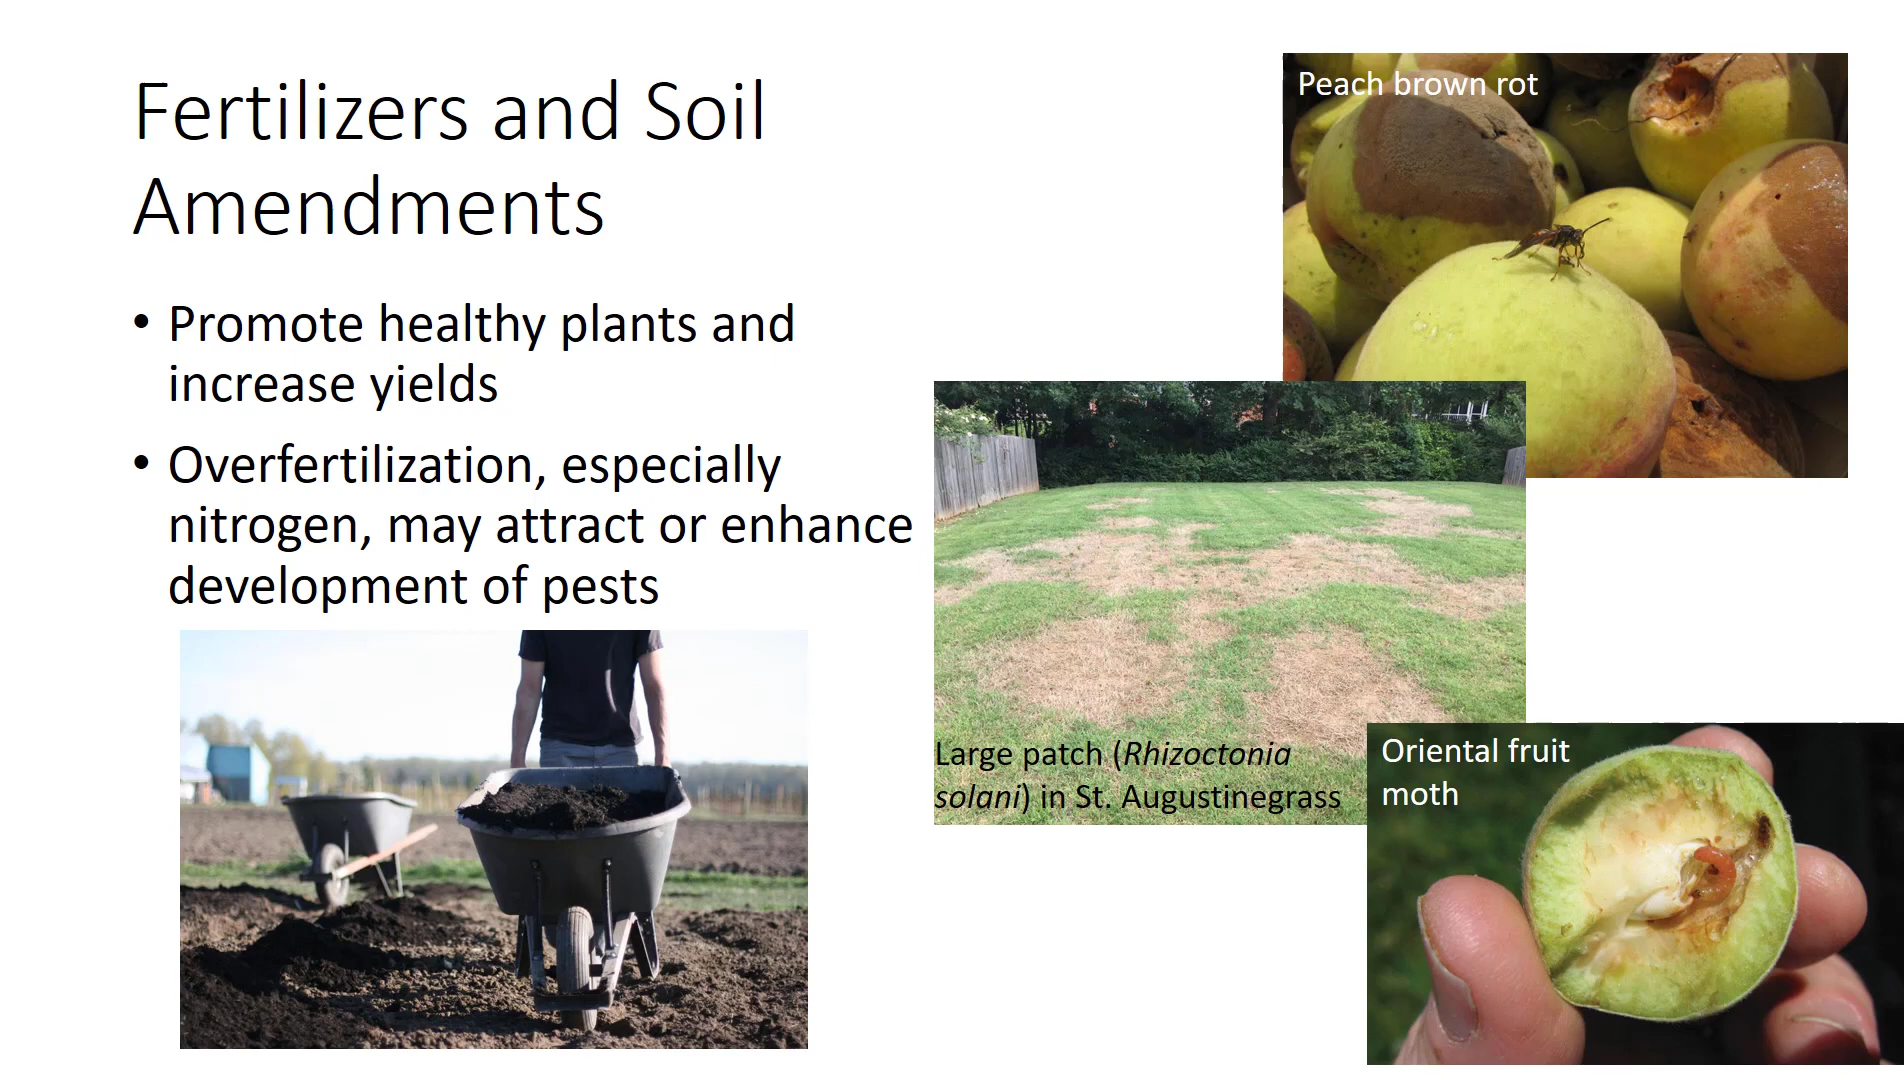 Fertilizers and Soil
Amendments
• Promote healthy plants and
increase yields
• Overfertilization, especially
nitrogen, may attract or enhance
development of pests
Peach brown rot
Large patch (Rhizoctonia
solani) in St. Augustinegrass
Oriental fruit
moth